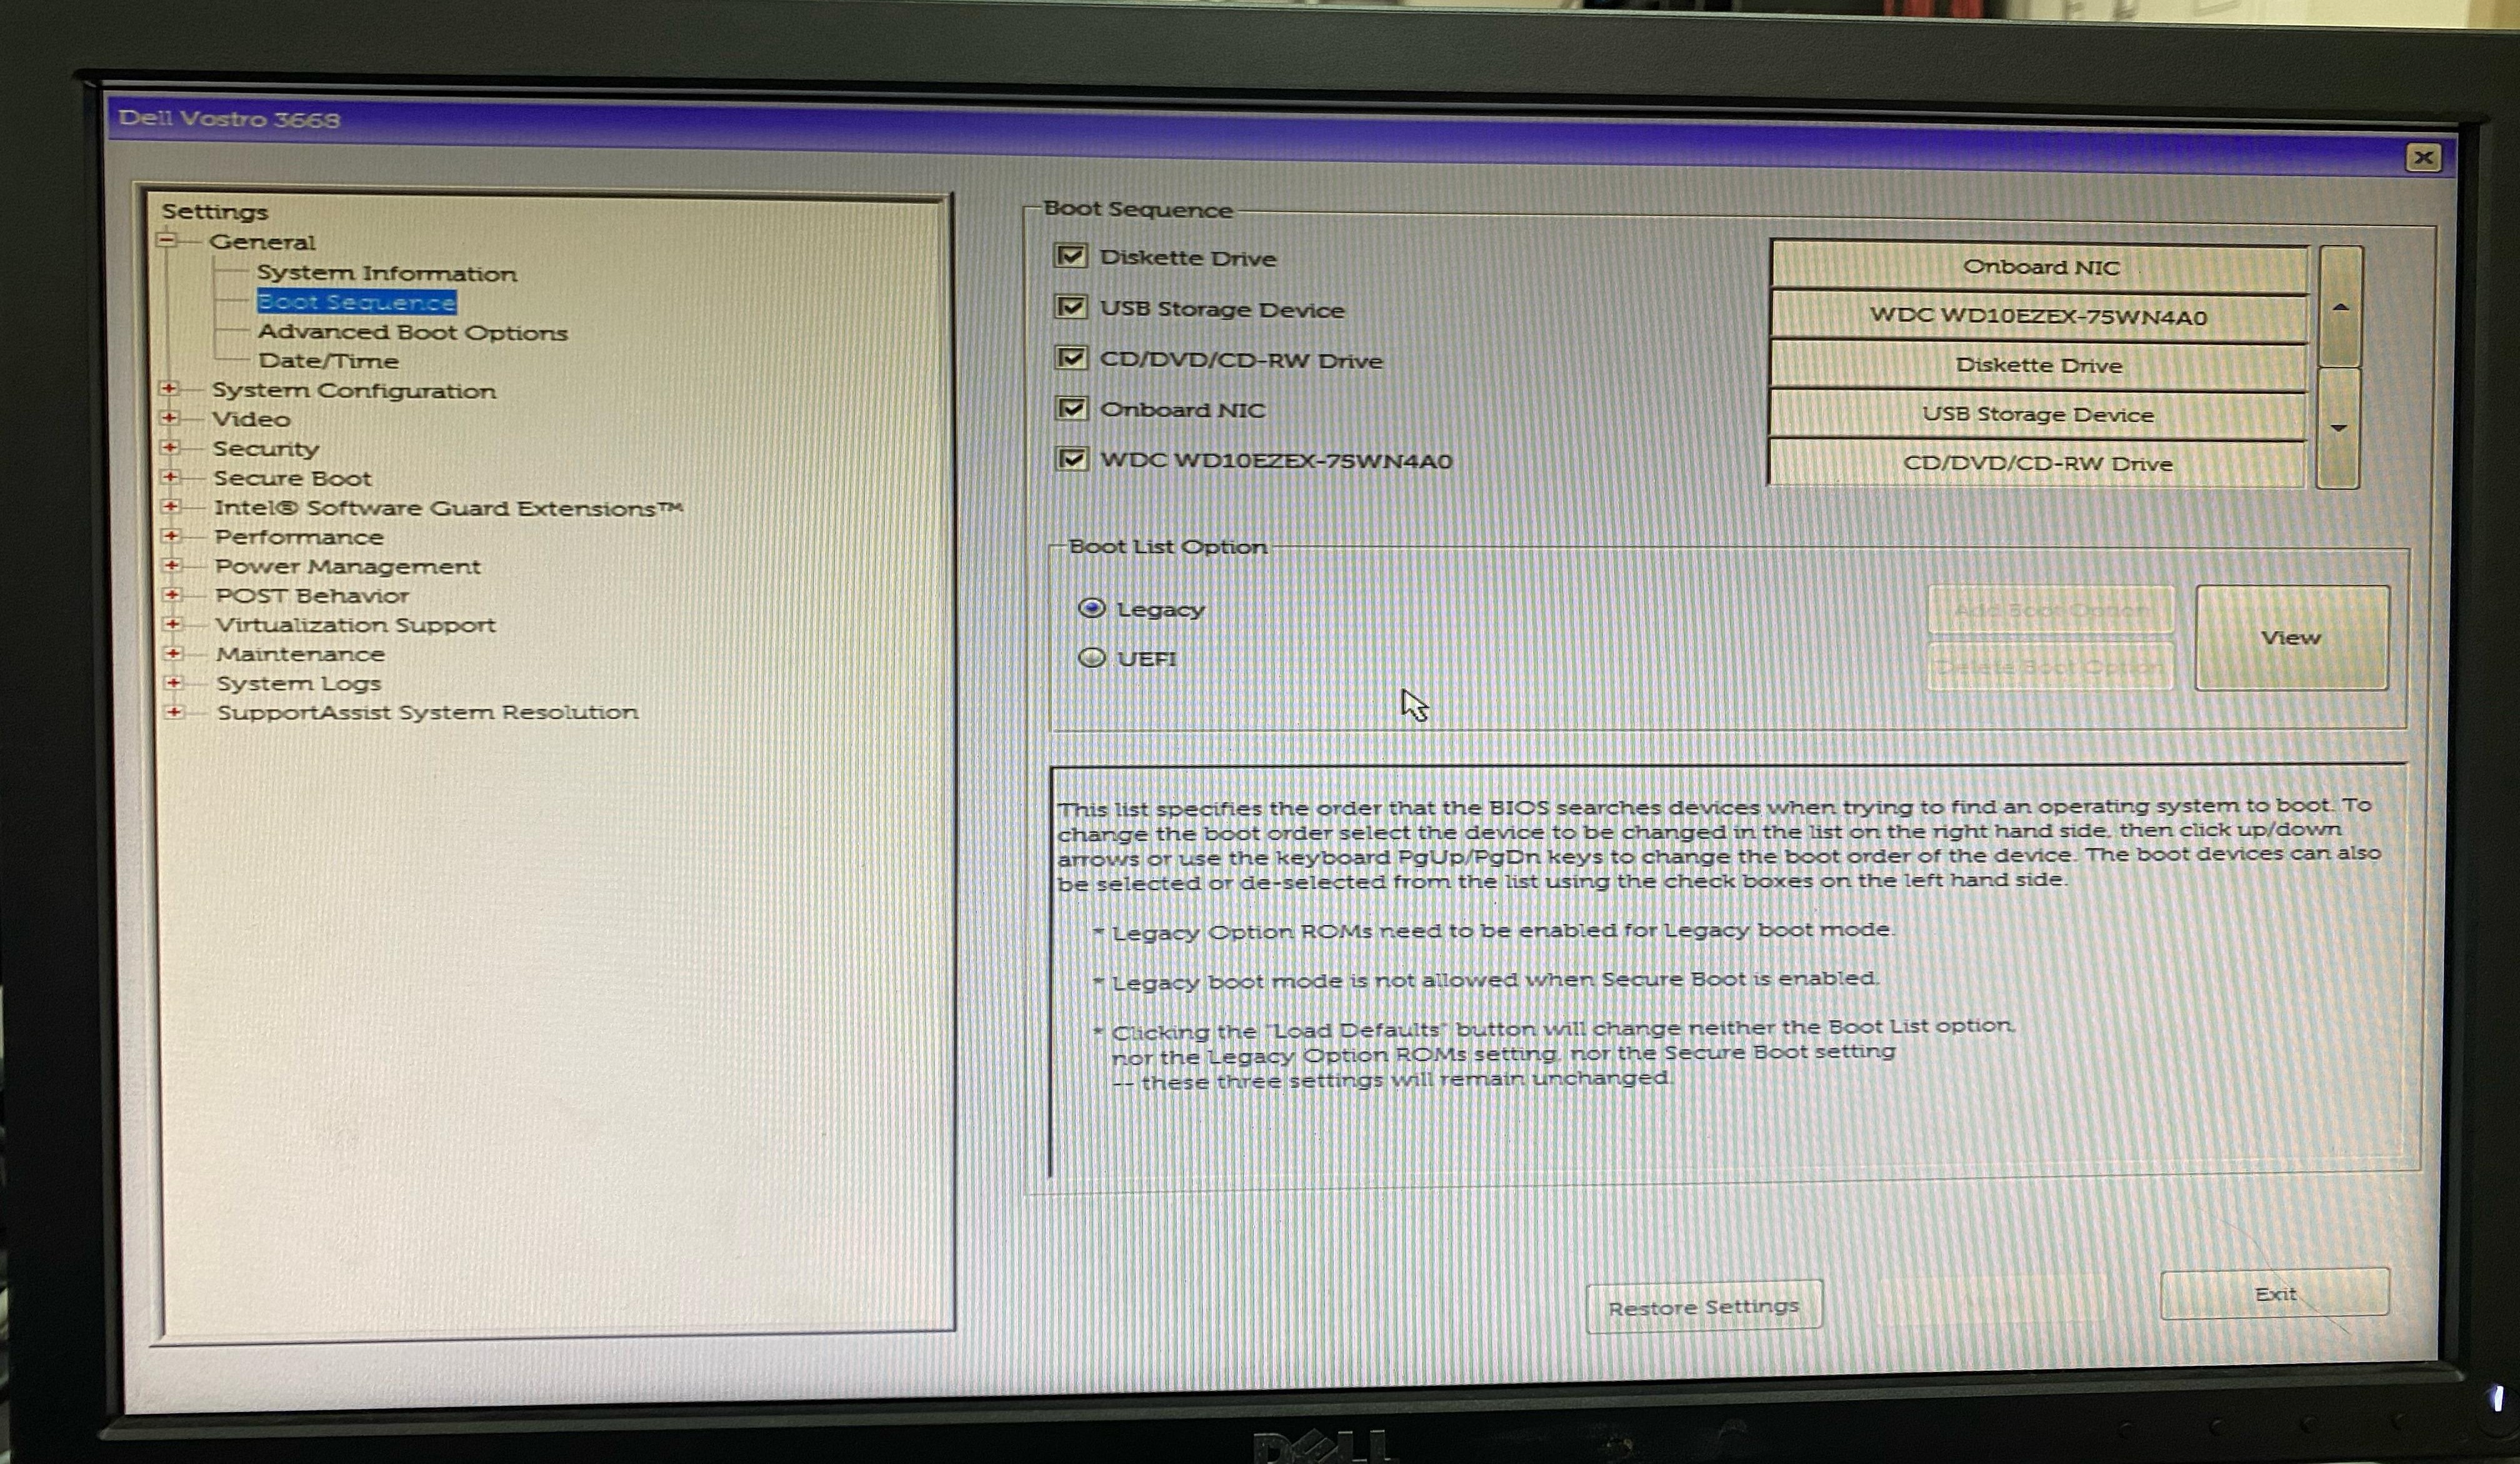 Dell Vostro 3668
Settings
General
System Information
Boot Sequence
Advanced Boot Options
Date/Time
System Configuration
Video
Security
Secure Boot
Intel® Software Guard Extensions™
Performance
Power Management
POST Behavior
Virtualization Support
Maintenance
System Logs
SupportAssist System Resolution
Boot Sequence
Diskette Drive
USB Storage Device
CD/DVD/CD-RW Drive
Onboard NIC
WDC WD10EZEX-75WN4A0
Onboard NIC
WDC WD10EZEX-75WN4A0
Diskette Drive
USB Storage Device
CD/DVD/CD-RW Drive
Boot List Option
Legacy
UEFI
Add Boot Option
Delete Boot Option
View
This list specifies the order that the BIOS searches devices when trying to find an operating system to boot. To
change the boot order select the device to be changed in the list on the right hand side, then click up/down
arrows or use the keyboard PgUp/PgDn keys to change the boot order of the device. The boot devices can also
be selected or de-selected from the list using the check boxes on the left hand side.
* Legacy Option ROMs need to be enabled for Legacy boot mode.
* Legacy boot mode is not allowed when Secure Boot is enabled.
* Clicking the "Load Defaults" button will change neither the Boot List option,
nor the Legacy Option ROMs setting, nor the Secure Boot setting
-- these three settings will remain unchanged.
Restore Settings
Exit
DELL